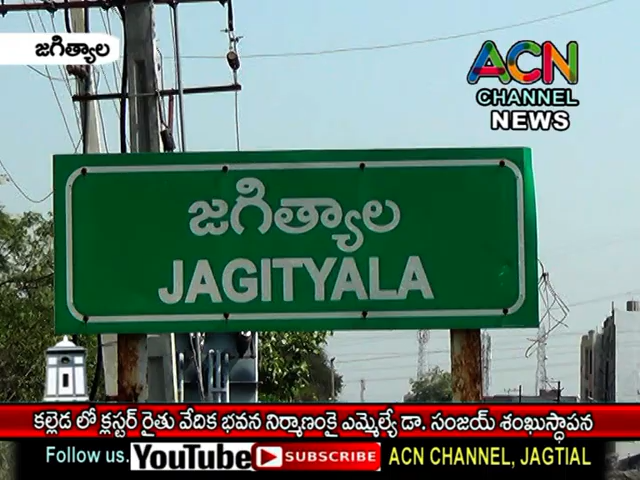 జగిత్యాల
ACN
CHANNEL
NEWS
జగిత్యాల
JAGITYALA
కల్లెడ లో క్లస్టర్ రైతు వేదిక భవన నిర్మాణంకై ఎమ్మెల్యే డా. సంజయ్ శంఖుస్థాపన
Follow us. YouTube SUBSCRIBE ACN CHANNEL, JAGTIAL